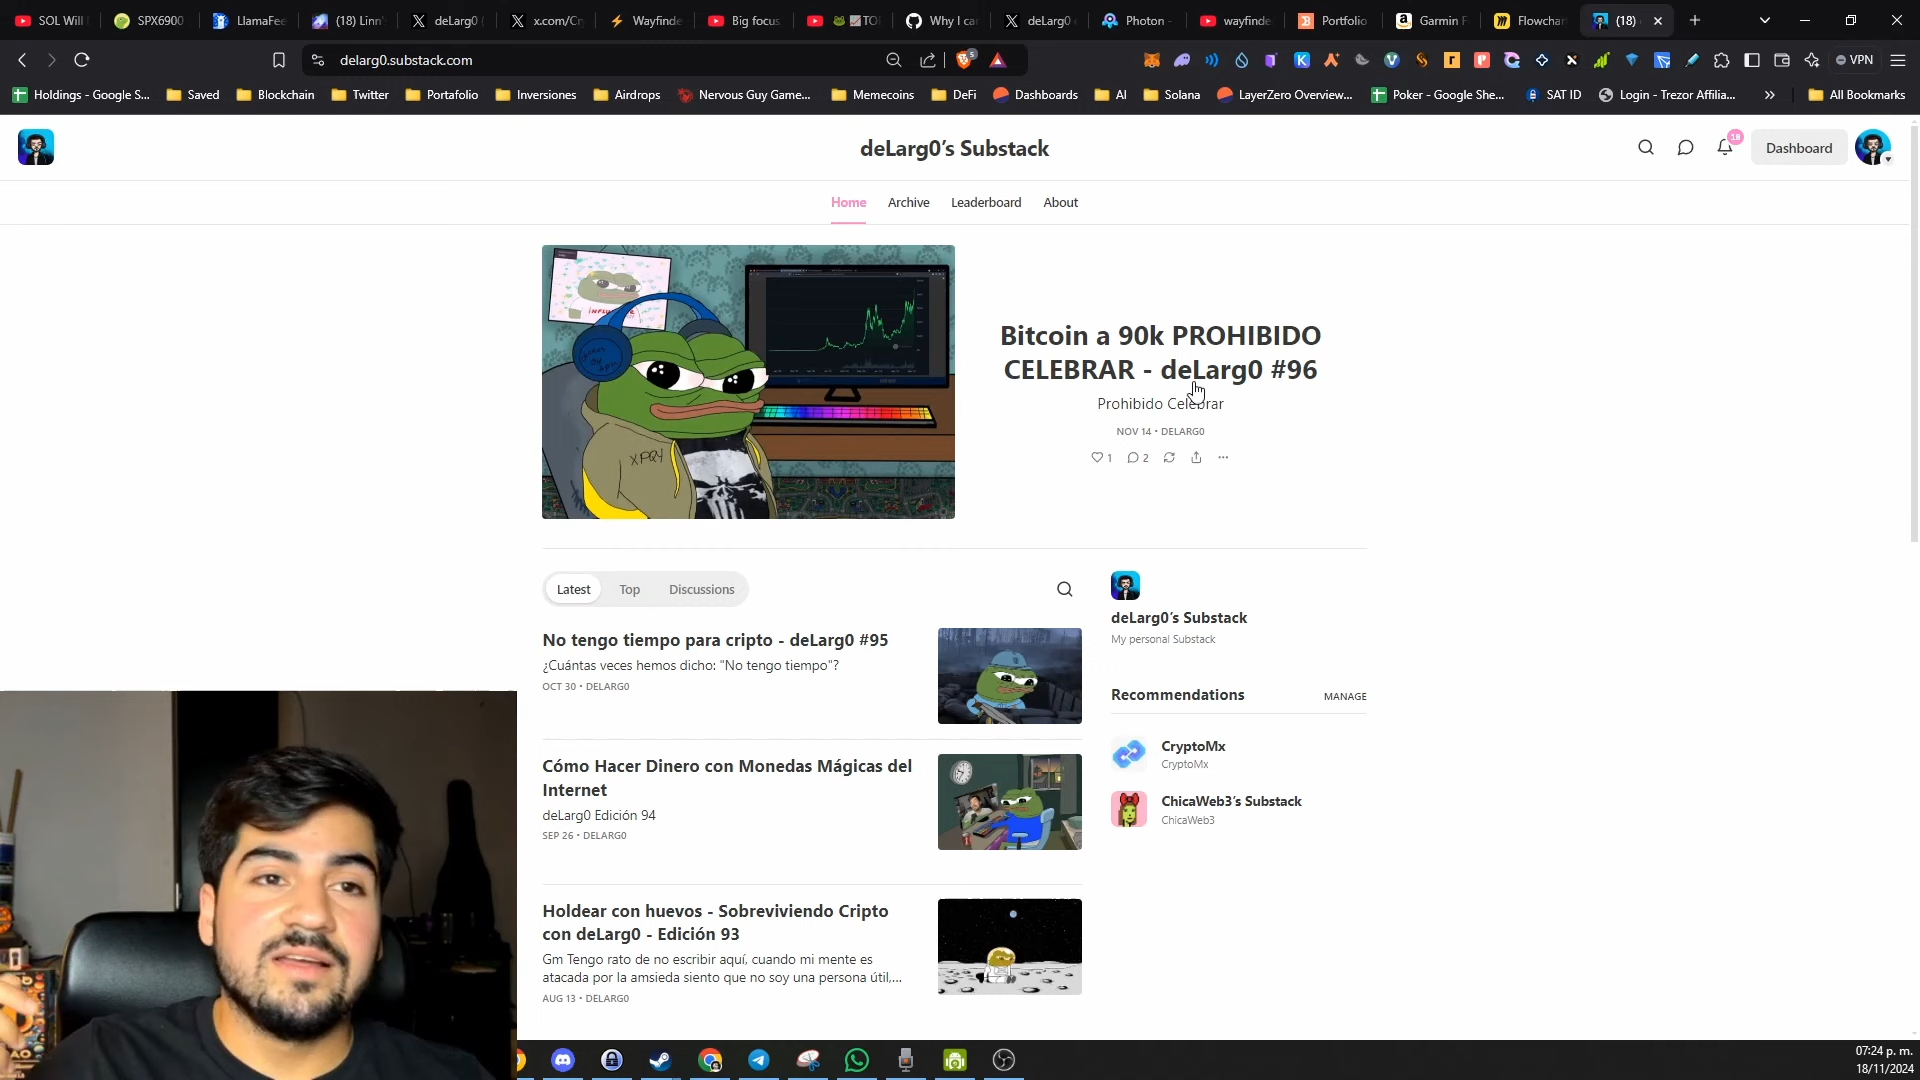 SOL Will
SPX6900
LlamaFee
(18) Linn'
deLarg0 (
x.com/Cry
Wayfinde
Big focus
TO
Why I ca
deLarg0
Photon -
wayfinde
Portfolio
Garmin F
Flowchar
(18)
delarg0.substack.com
VPN
Holdings - Google S...
Saved
Blockchain
Twitter
Portafolio
Inversiones
Airdrops
Nervous Guy Game...
Memecoins
DeFi
Dashboards
AI
Solana
LayerZero Overview...
Poker - Google She...
SAT ID
Login - Trezor Affilia...
All Bookmarks
deLarg0's Substack
18
Dashboard
Home
Archive
Leaderboard
About
XPQY
Bitcoin a 90k PROHIBIDO
CELEBRAR - deLarg0 #96
Prohibido Celebrar
NOV 14 • DELARG0
1
2
Latest
Top
Discussions
No tengo tiempo para cripto - deLarg0 #95
¿Cuántas veces hemos dicho: "No tengo tiempo"?
OCT 30 • DELARG0
Cómo Hacer Dinero con Monedas Mágicas del
Internet
deLarg0 Edición 94
SEP 26 • DELARG0
Holdear con huevos - Sobreviviendo Cripto
con deLarg0 - Edición 93
Gm Tengo rato de no escribir aquí, cuando mi mente es
atacada por la amsieda siento que no soy una persona útil,...
AUG 13 • DELARG0
deLarg0's Substack
My personal Substack
Recommendations
MANAGE
CryptoMx
CryptoMx
ChicaWeb3's Substack
ChicaWeb3
07:24 p. m.
18/11/2024